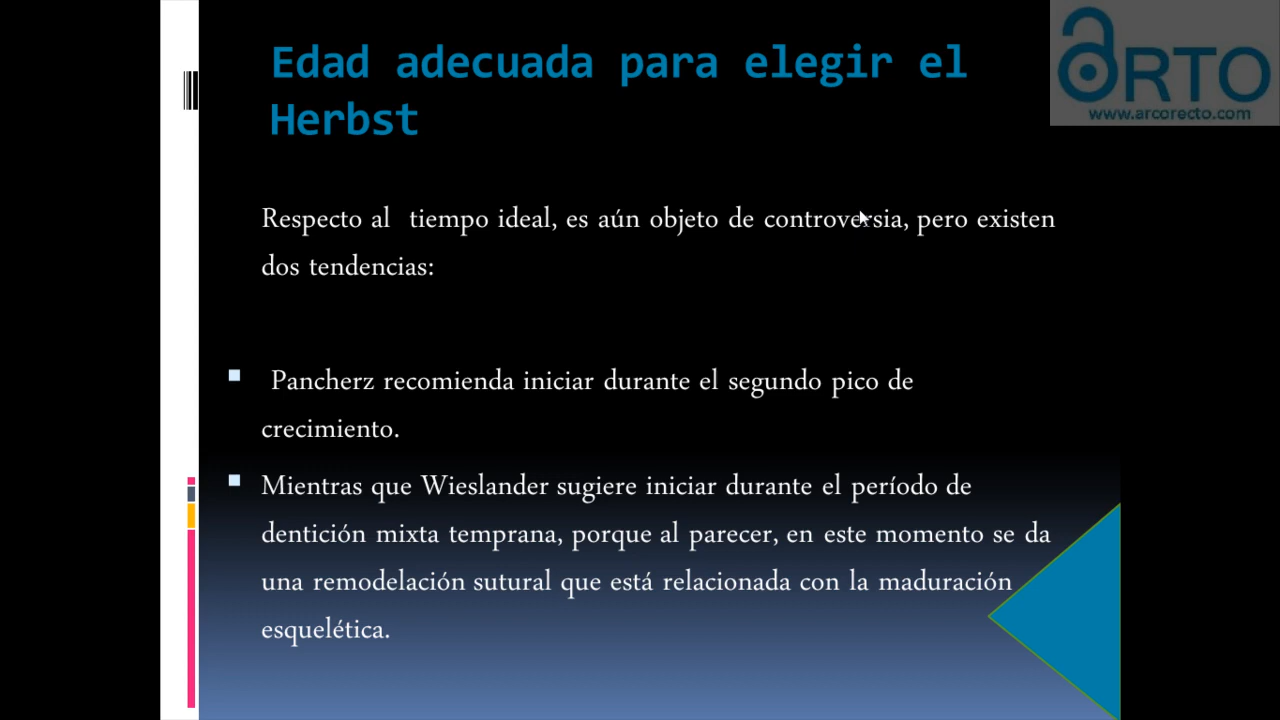 Edad adecuada para elegir el
Herbst
ARTO
www.arcorecto.com
Respecto al  tiempo ideal, es aún objeto de controversia, pero existen
dos tendencias:
Pancherz recomienda iniciar durante el segundo pico de
crecimiento.
Mientras que Wieslander sugiere iniciar durante el período de
dentición mixta temprana, porque al parecer, en este momento se da
una remodelación sutural que está relacionada con la maduración
esquelética.